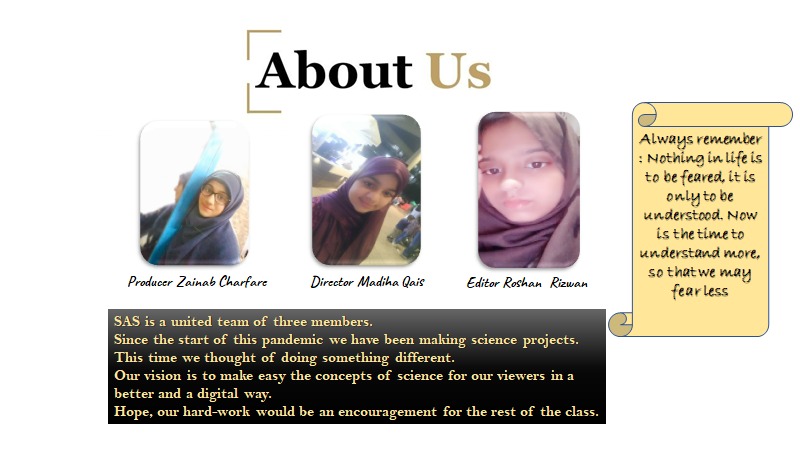 About Us
Producer Zainab Charfare
Director Madiha Qais
Editor Roshan Rizwan
SAS is a united team of three members.
Since the start of this pandemic we have been making science projects.
This time we thought of doing something different.
Our vision is to make easy the concepts of science for our viewers in a
better and a digital way.
Hope, our hard-work would be an encouragement for the rest of the class.
Always remember
: Nothing in life is
to be feared, it is
only to be
understood. Now
is the time to
understand more,
so that we may
fear less